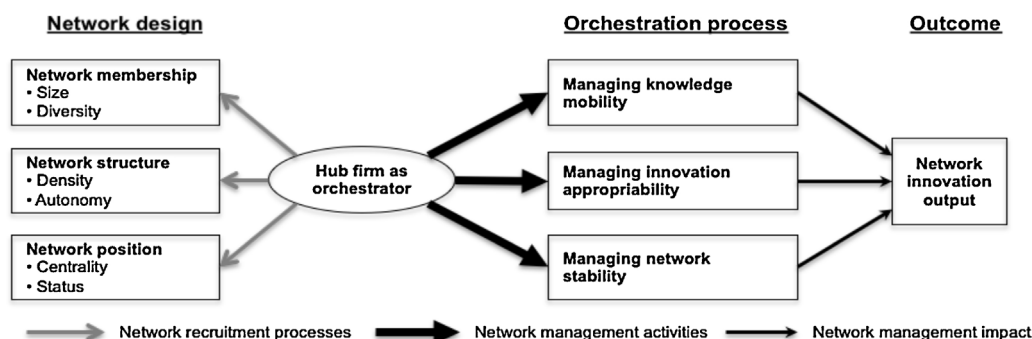 Network design
Orchestration process
Outcome
Network membership
• Size
• Diversity
Network structure
• Density
• Autonomy
Network position
• Centrality
• Status
Hub firm as
orchestrator
Managing knowledge
mobility
Managing innovation
appropriability
Managing network
stability
Network
innovation
output
Network recruitment processes
Network management activities
Network management impact